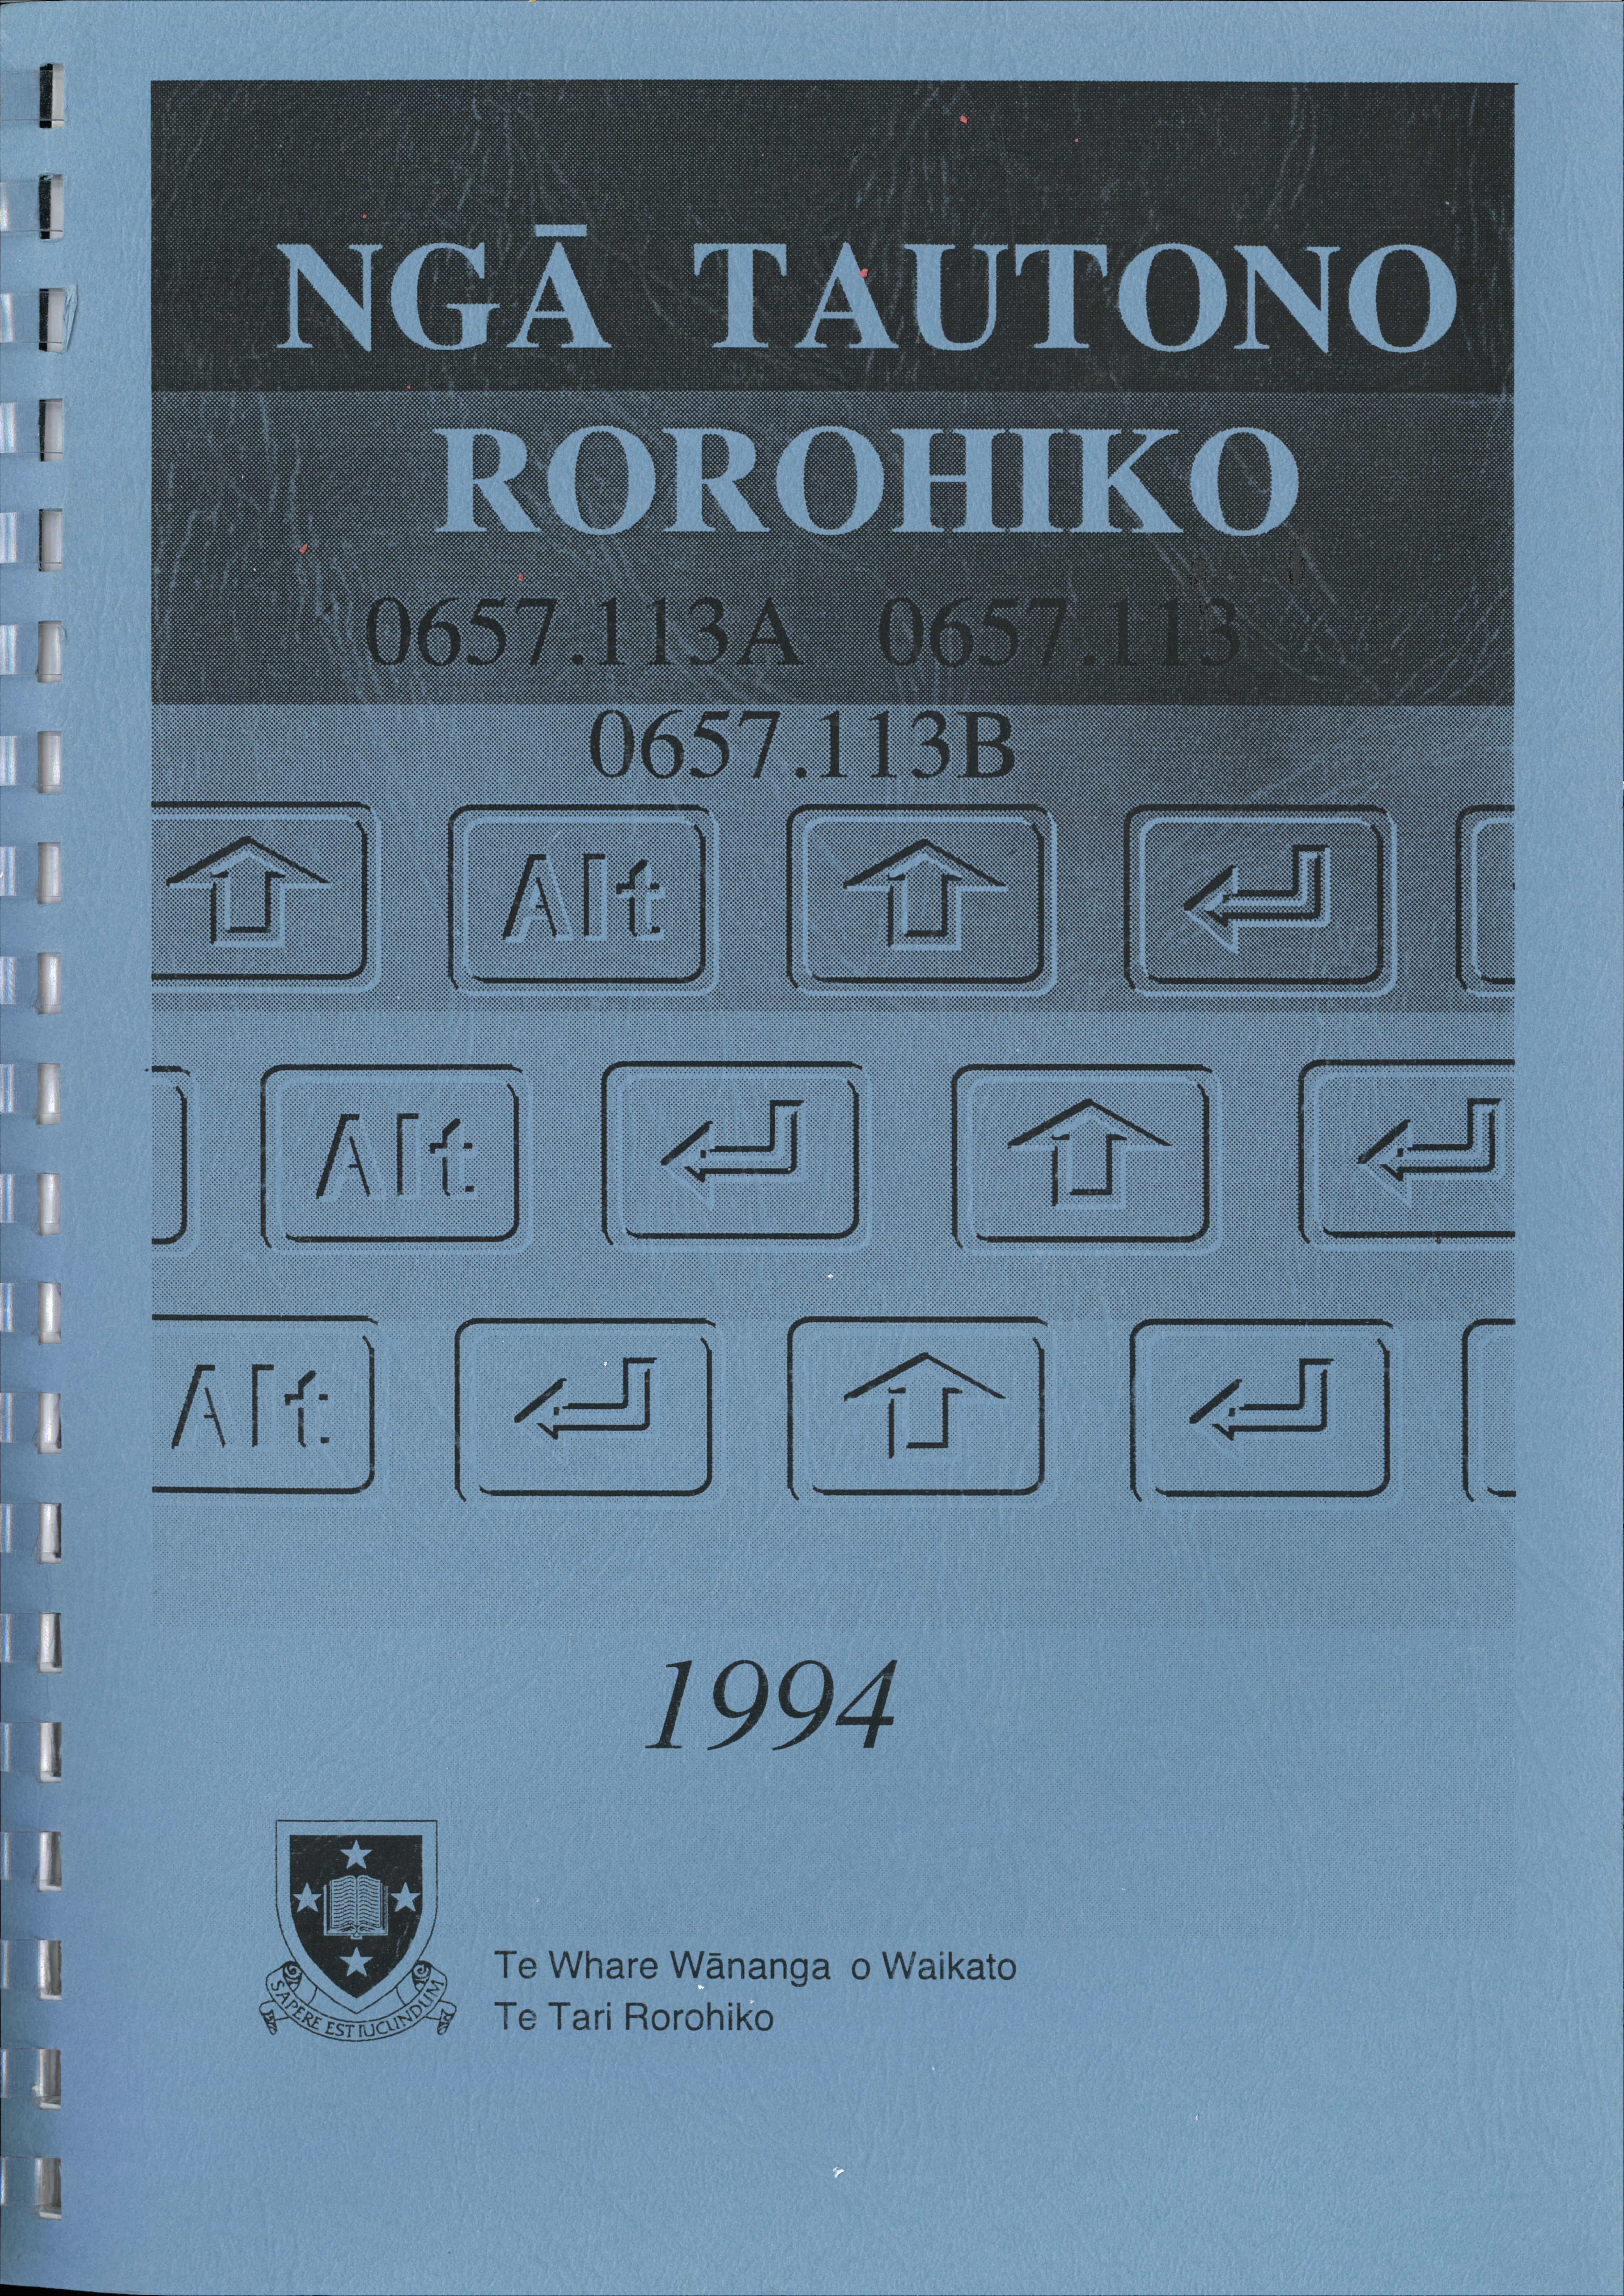 NGĀ TAUTONO
ROROHIKO
0657.113A 0657.113
0657.113B
Alt
Alt
Alt
1994
SAPERE EST IUCUNDUM
Te Whare Wānanga o Waikato
Te Tari Rorohiko